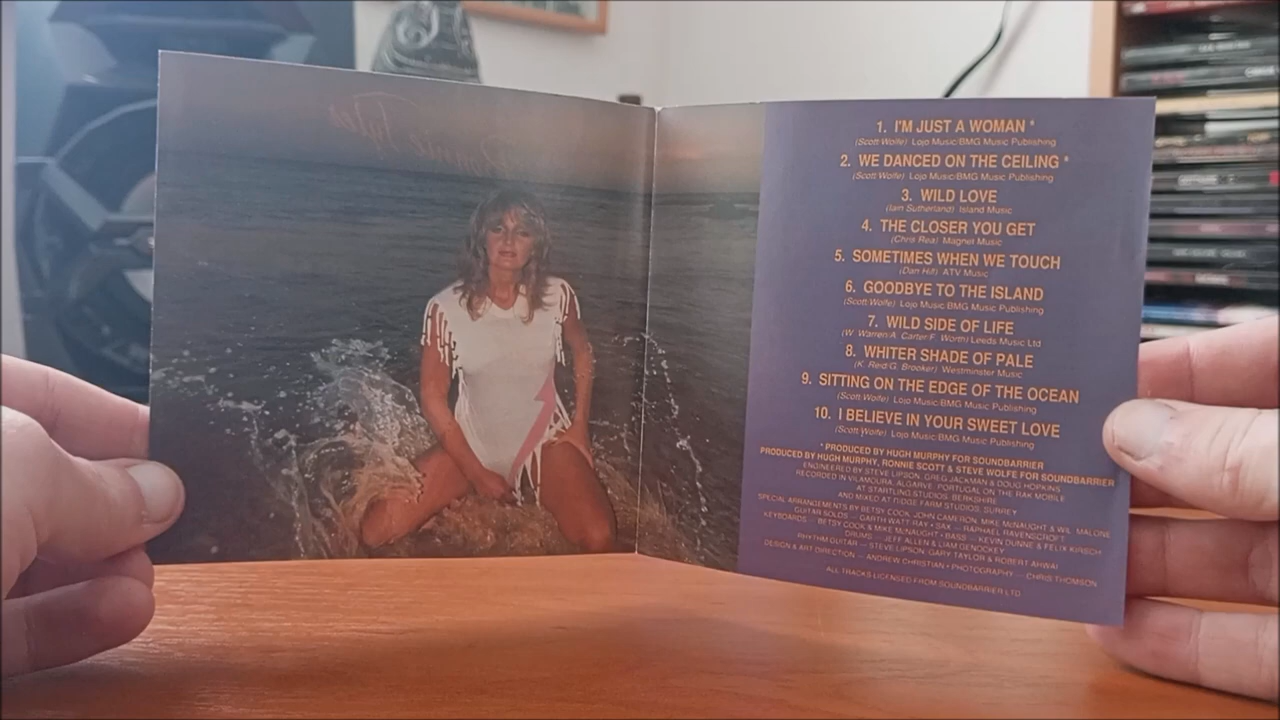 Bonnie Tyler
1. I'M JUST A WOMAN *
(Scott/Wolfe) Lojo Music/BMG Music Publishing
2. WE DANCED ON THE CEILING *
(Scott/Wolfe) Lojo Music/BMG Music Publishing
3. WILD LOVE
(Iain Sutherland) Island Music
4. THE CLOSER YOU GET
(Chris Rea) Magnet Music
5. SOMETIMES WHEN WE TOUCH
(Dan Hill) ATV Music
6. GOODBYE TO THE ISLAND
(Scott/Wolfe) Lojo Music/BMG Music Publishing
7. WILD SIDE OF LIFE
(W. Warren/A. Carter/F. Worth) Leeds Music Ltd
8. WHITER SHADE OF PALE
(K. Reid/G. Brooker) Westminster Music
9. SITTING ON THE EDGE OF THE OCEAN
(Scott/Wolfe) Lojo Music/BMG Music Publishing
10. I BELIEVE IN YOUR SWEET LOVE
(Scott/Wolfe) Lojo Music/BMG Music Publishing
* PRODUCED BY HUGH MURPHY FOR SOUNDBARRIER
PRODUCED BY HUGH MURPHY, RONNIE SCOTT & STEVE WOLFE FOR SOUNDBARRIER
ENGINEERED BY STEVE LIPSON, GREG JACKMAN & DOUG HOPKINS
RECORDED IN VILAMOURA, ALGARVE, PORTUGAL ON THE RAK MOBILE
AT STARTLING STUDIOS, BERKSHIRE
AND MIXED AT RIDGE FARM STUDIOS, SURREY
SPECIAL ARRANGEMENTS BY BETSY COOK, JOHN CAMERON, MIKE McNAUGHT & WIL MALONE
GUITAR SOLOS — GARTH WATT RAY • SAX — RAPHAEL RAVENSCROFT
KEYBOARDS — BETSY COOK & MIKE McNAUGHT • BASS — KEVIN DUNNE & FELIX KIRSCH
DRUMS — JEFF ALLEN & LIAM GENOCKEY
RHYTHM GUITAR — STEVE LIPSON, GARY TAYLOR & ROBERT AHWAI
DESIGN & ART DIRECTION — ANDREW CHRISTIAN • PHOTOGRAPHY — CHRIS THOMSON
ALL TRACKS LICENSED FROM SOUNDBARRIER LTD